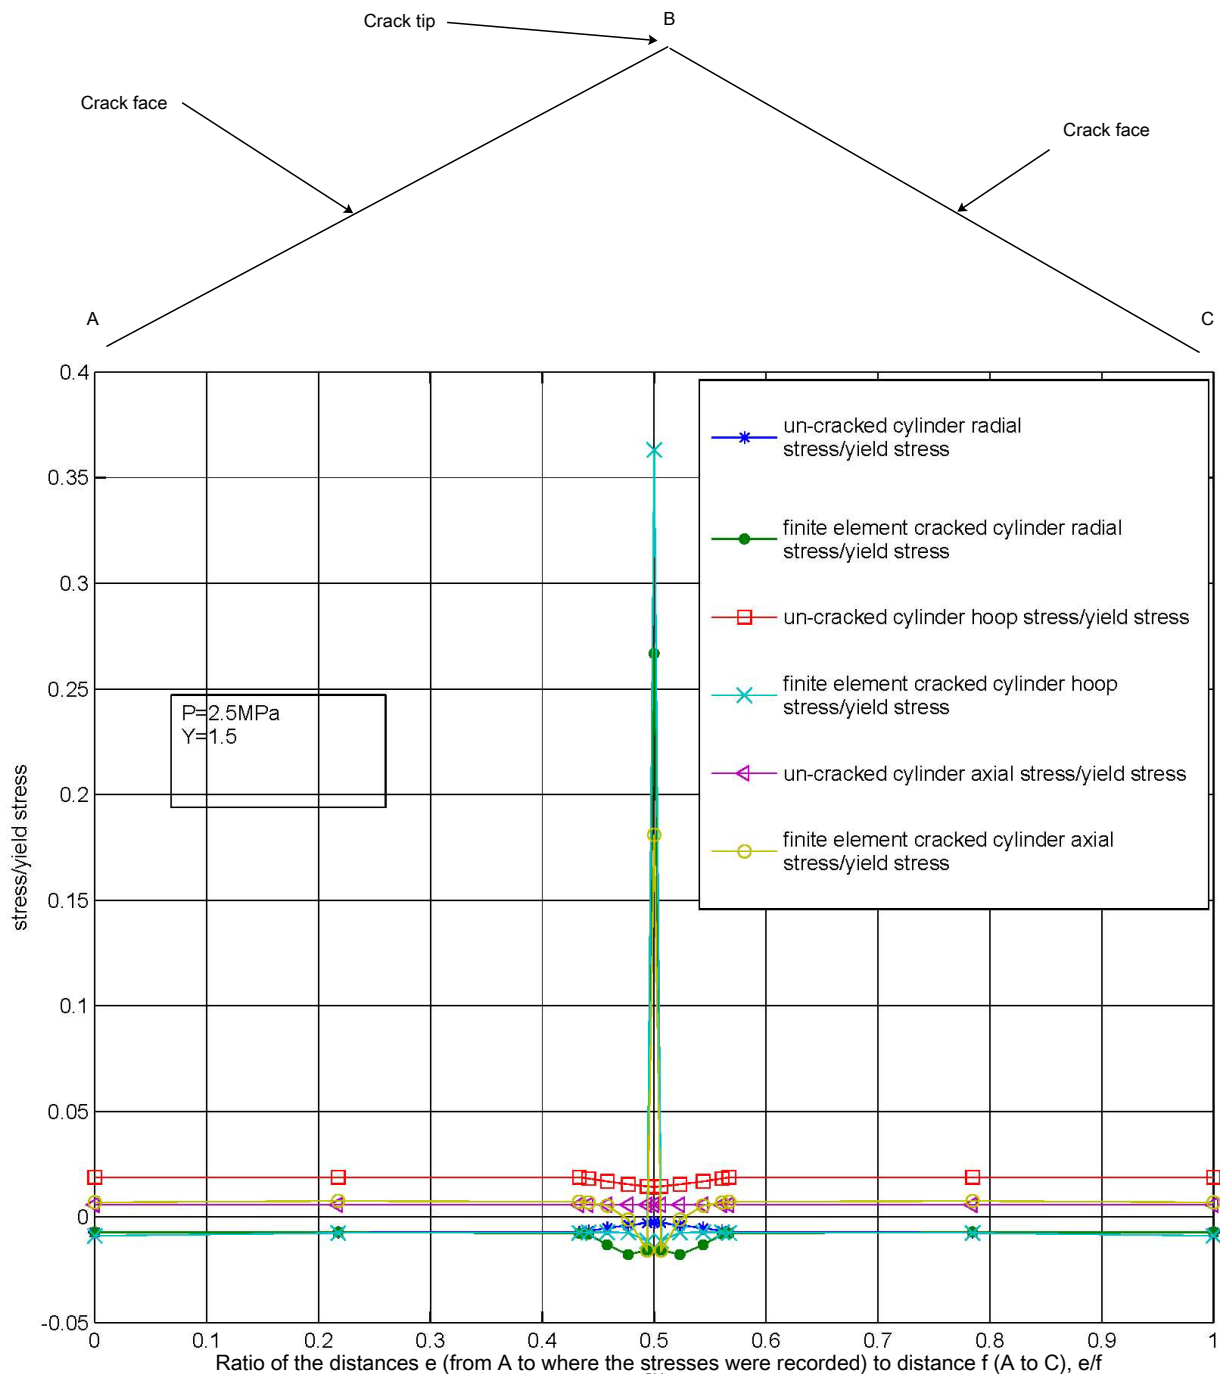 B
Crack tip
Crack face
Crack face
A
C
0.4
0.35
0.3
0.25
0.2
0.15
0.1
0.05
0
-0.05
stress/yield stress
P=2.5MPa
Y=1.5
un-cracked cylinder radial
stress/yield stress
finite element cracked cylinder radial
stress/yield stress
un-cracked cylinder hoop stress/yield stress
finite element cracked cylinder hoop
stress/yield stress
un-cracked cylinder axial stress/yield stress
finite element cracked cylinder axial
stress/yield stress
0 0.1 0.2 0.3 0.4 0.5 0.6 0.7 0.8 0.9 1
Ratio of the distances e (from A to where the stresses were recorded) to distance f (A to C), e/f